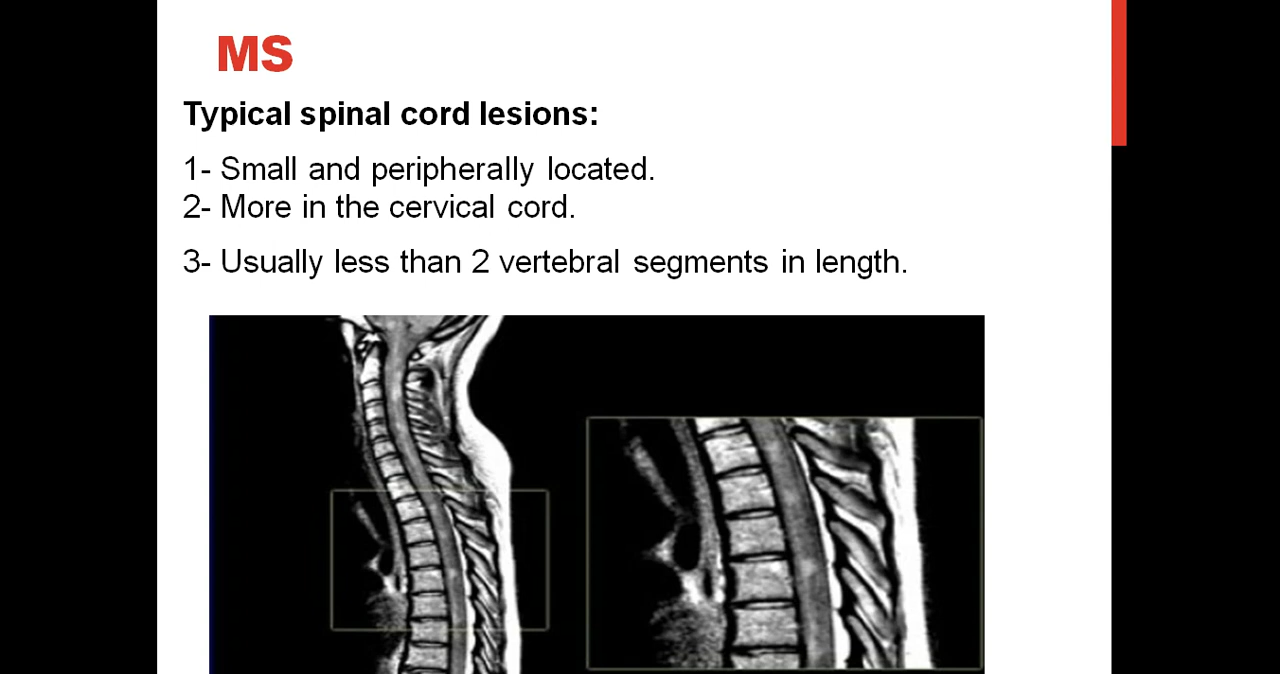 MS
Typical spinal cord lesions:
1- Small and peripherally located.
2- More in the cervical cord.
3- Usually less than 2 vertebral segments in length.